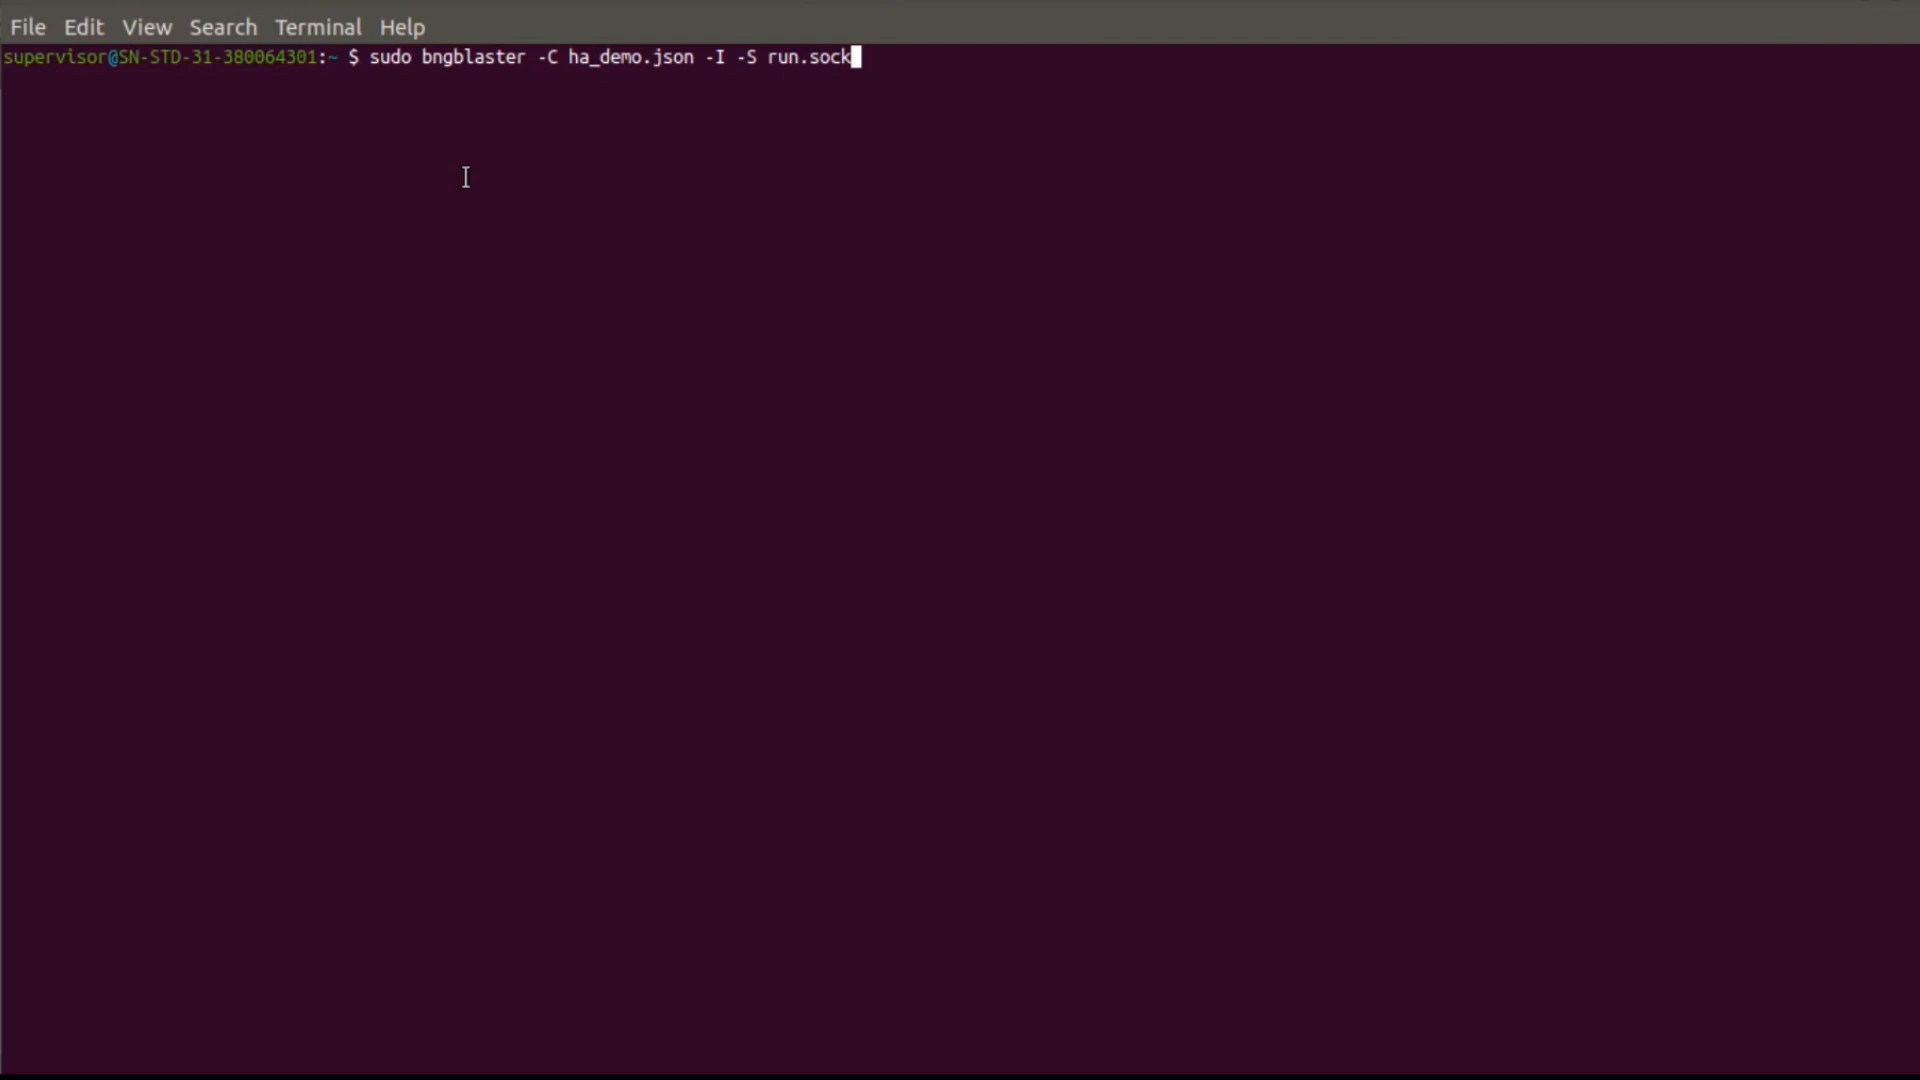 File Edit View Search Terminal Help
supervisor@SN-STD-31-380064301:~ $ sudo bngblaster -C ha_demo.json -I -S run.sock